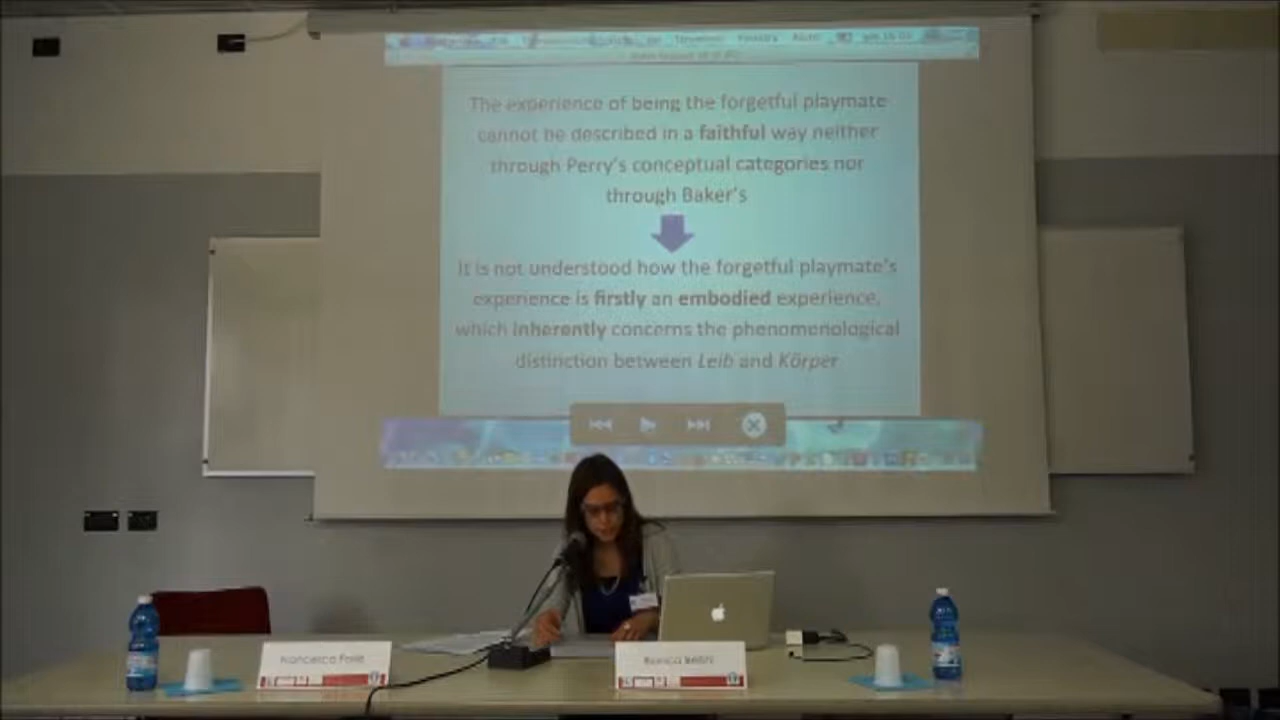 The experience of being the forgetful playmate
cannot be described in a faithful way neither
through Perry's conceptual categories nor
through Baker's
It is not understood how the forgetful playmate's
experience is firstly an embodied experience,
which inherently concerns the phenomenological
distinction between Leib and Körper